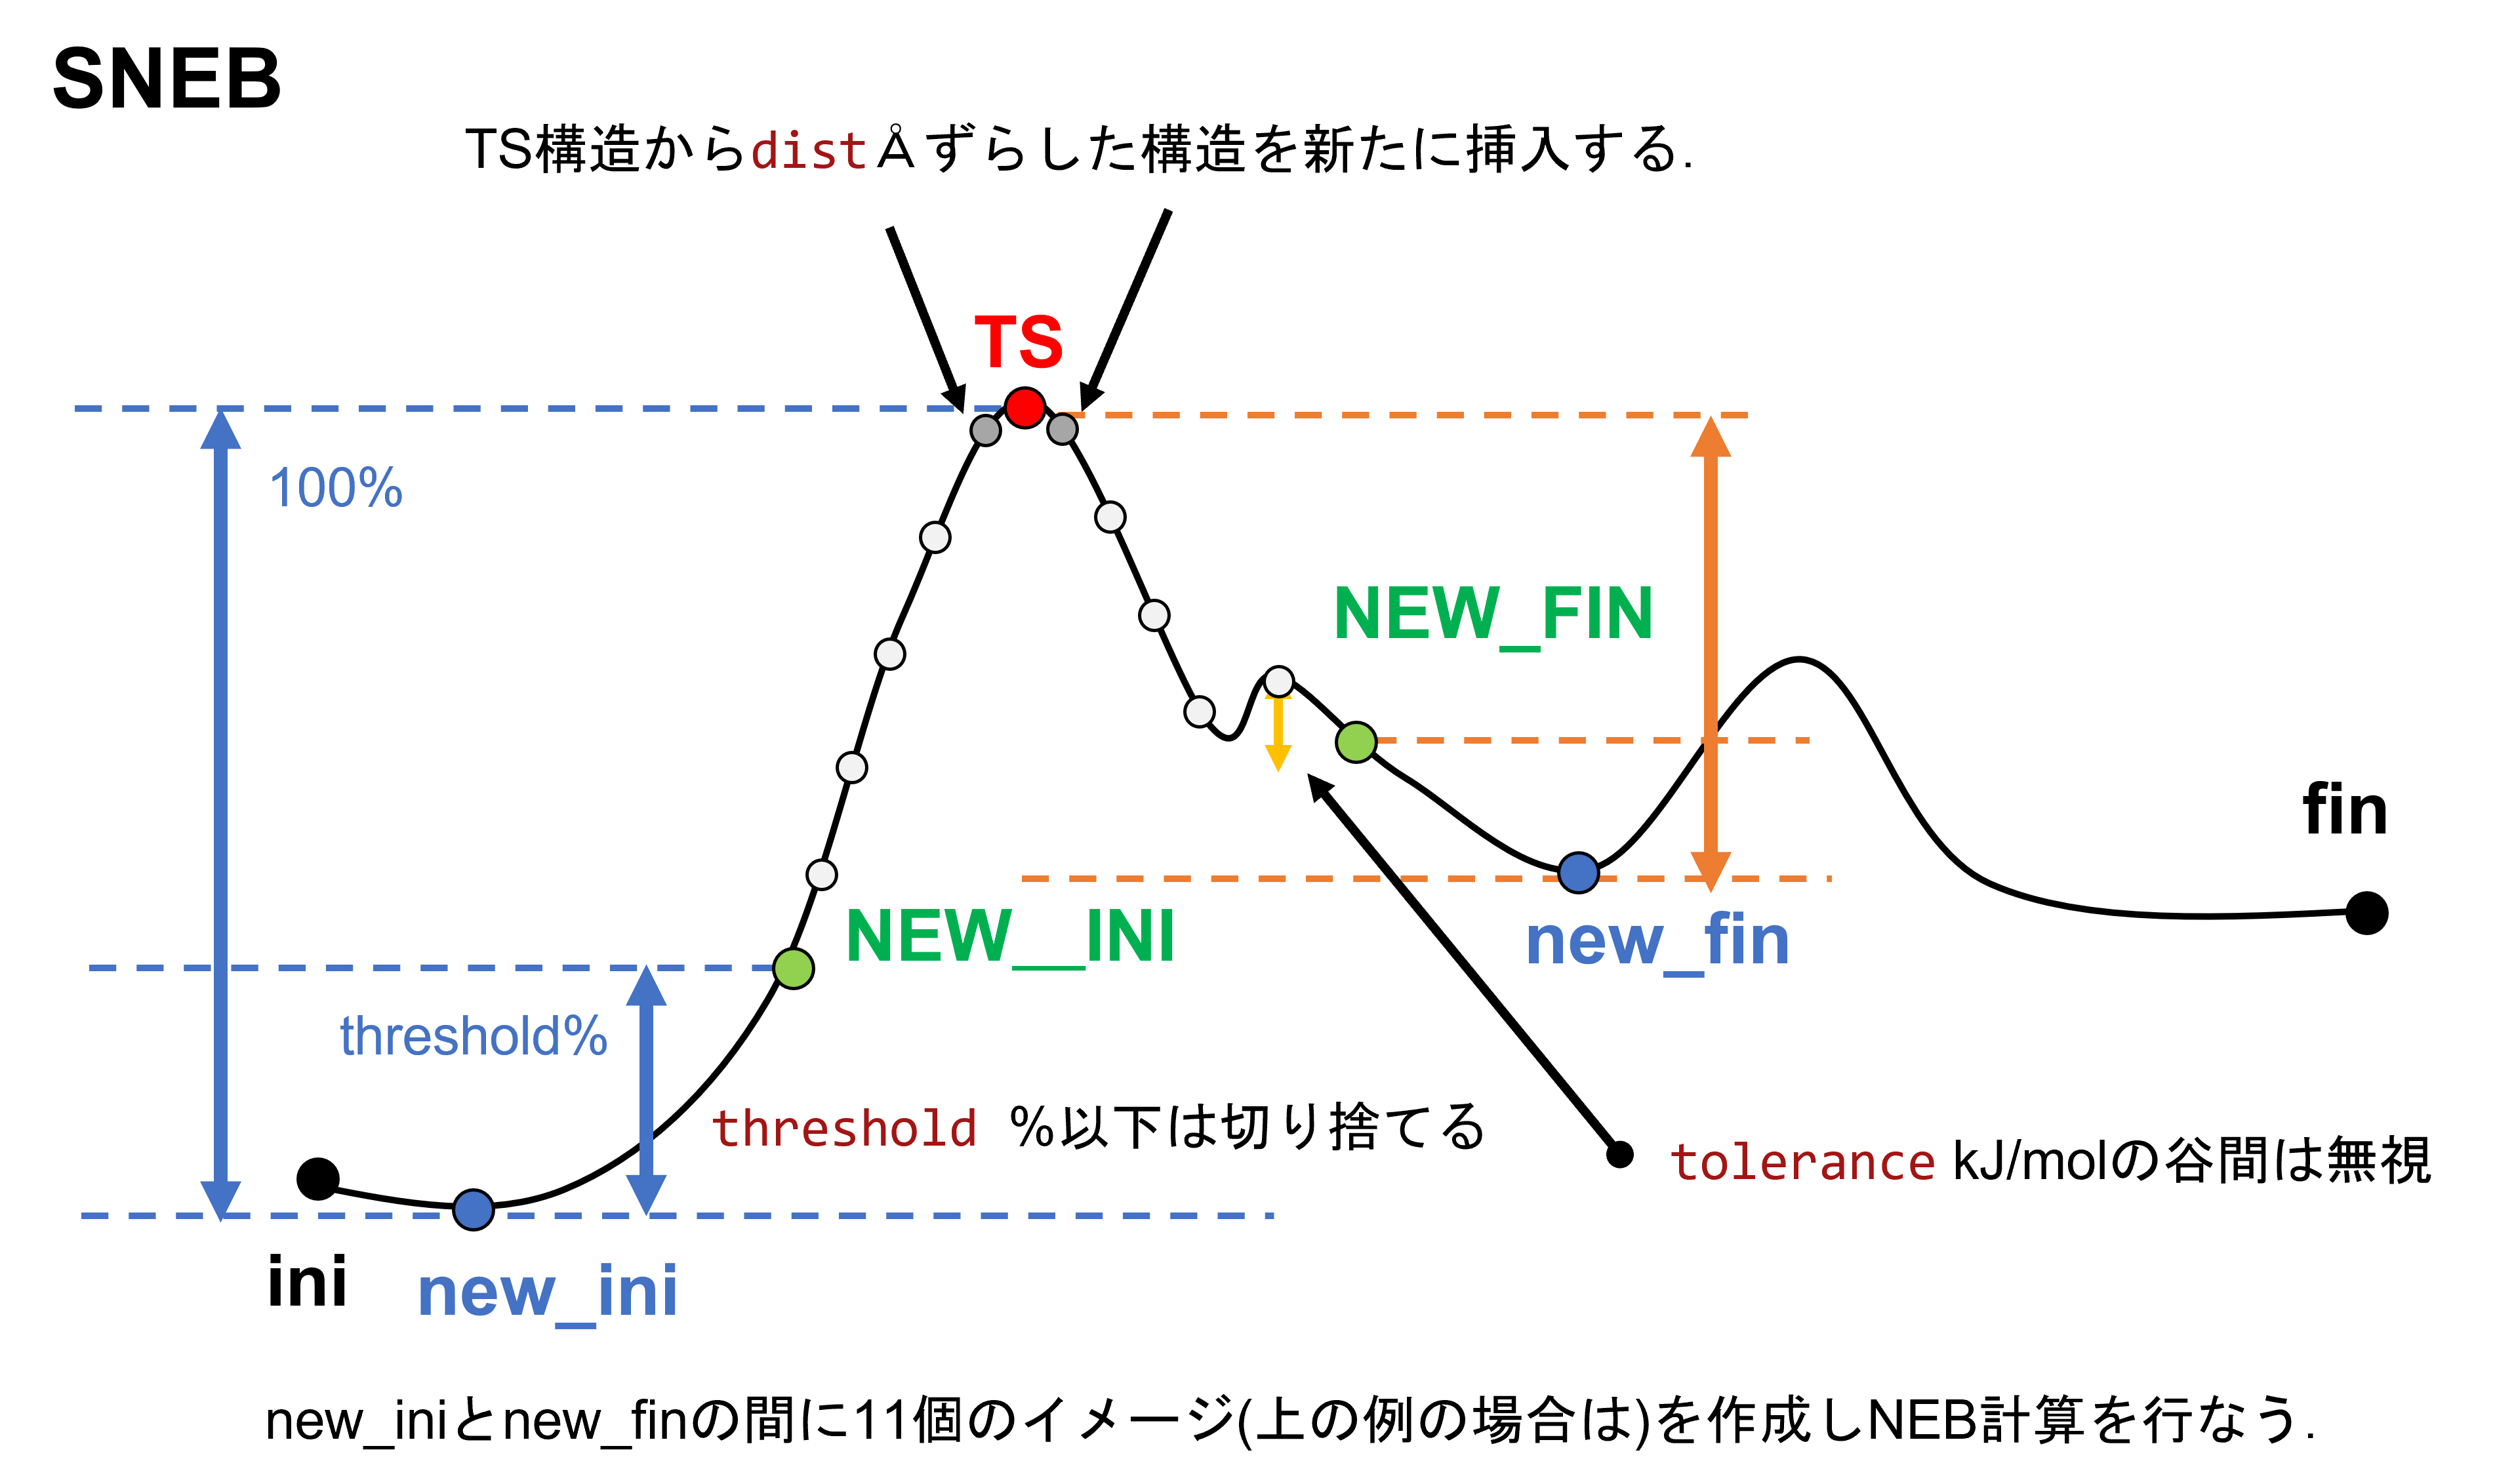 SNEB
TS構造からdistÅずらした構造を新たに挿入する.
TS
100%
NEW_FIN
fin
NEW_INI
new_fin
threshold%
threshold %以下は切り捨てる
tolerance kJ/molの谷間は無視
ini
new_ini
new_iniとnew_finの間に11個のイメージ(上の例の場合は)を作成しNEB計算を行なう.